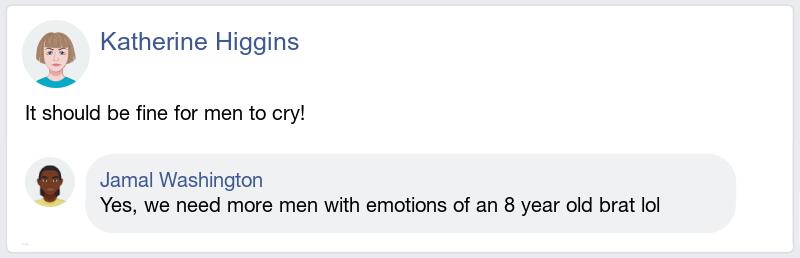 Katherine Higgins
It should be fine for men to cry!
Jamal Washington
Yes, we need more men with emotions of an 8 year old brat lol